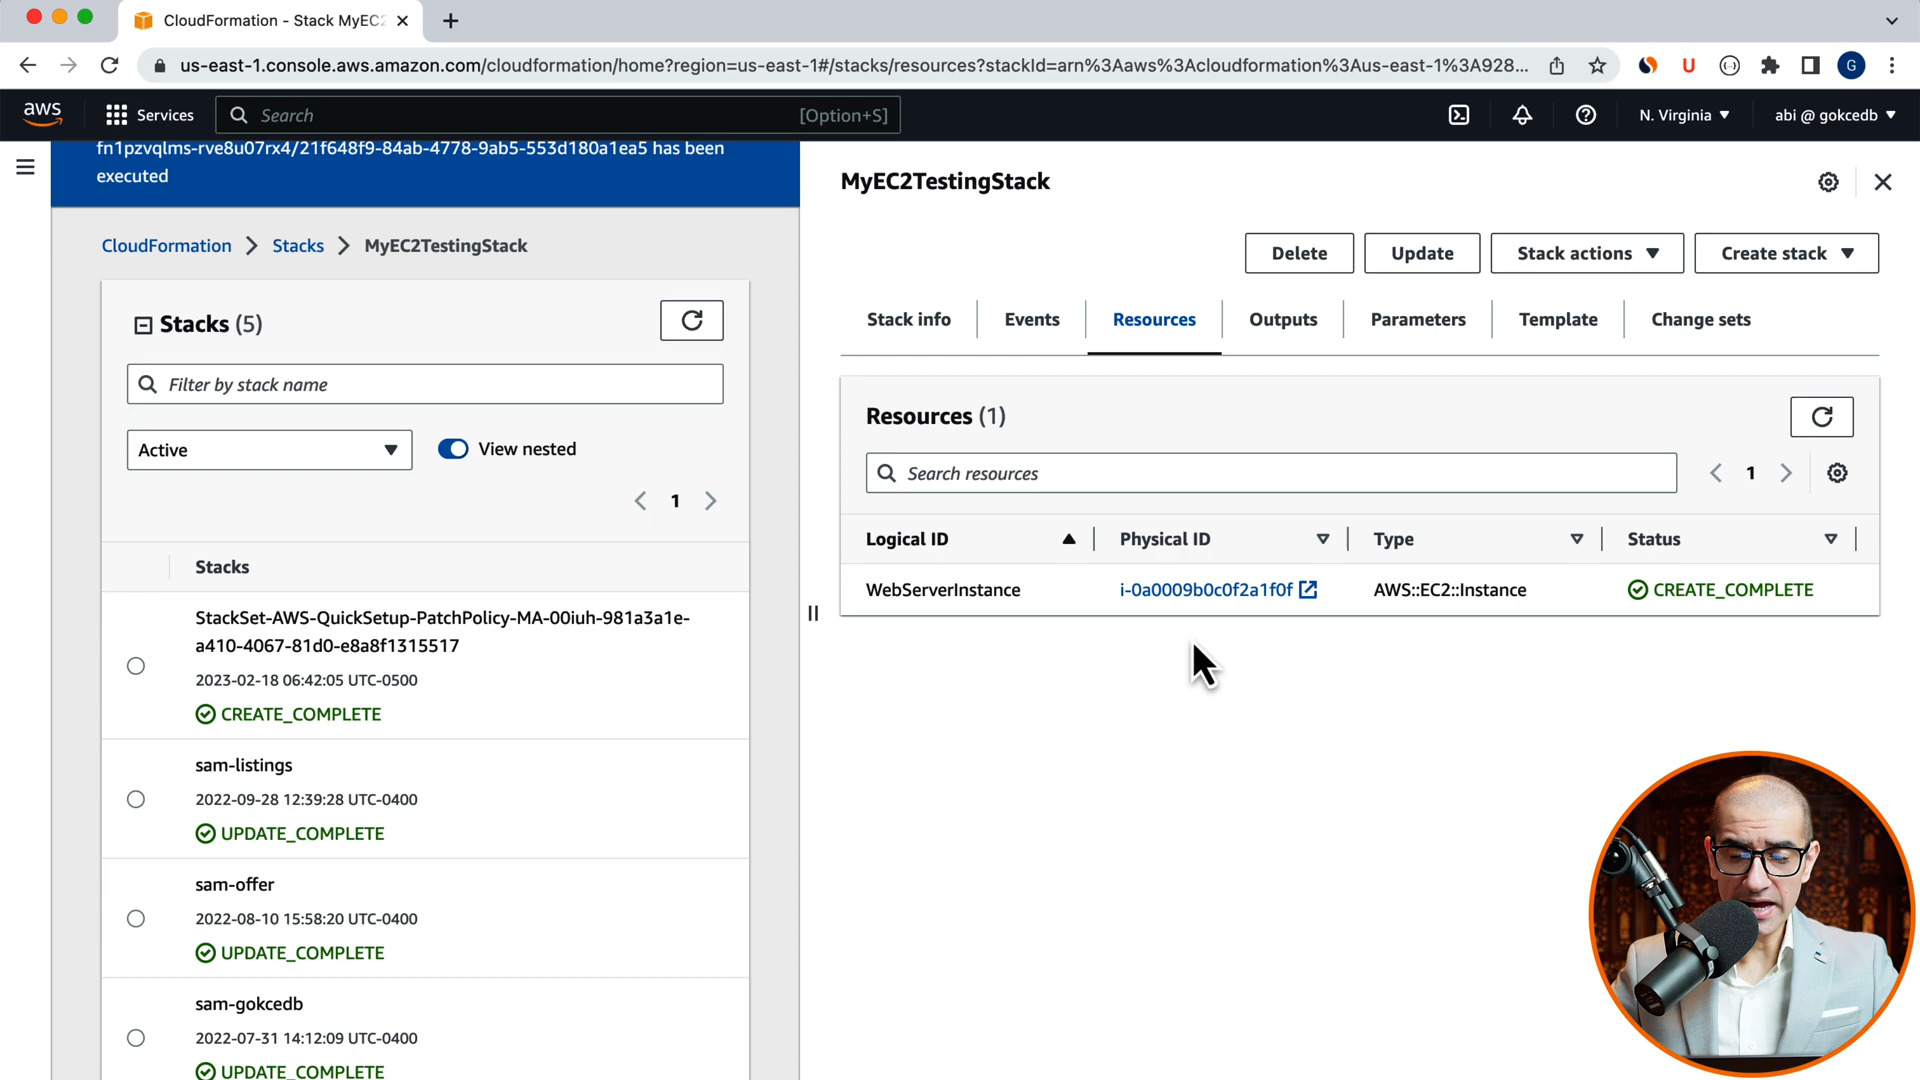 CloudFormation - Stack MyEC2
us-east-1.console.aws.amazon.com/cloudformation/home?region=us-east-1#/stacks/resources?stackId=arn%3Aaws%3Acloudformation%3Aus-east-1%3A928...
U
G
aws
Services
Search
[Option+S]
N. Virginia
abi @ gokcedb
fn1pzvqlms-rve8u07rx4/21f648f9-84ab-4778-9ab5-553d180a1ea5 has been
executed
CloudFormation
Stacks
MyEC2TestingStack
Stacks (5)
Filter by stack name
Active
View nested
1
Stacks
StackSet-AWS-QuickSetup-PatchPolicy-MA-00iuh-981a3a1e-
a410-4067-81d0-e8a8f1315517
2023-02-18 06:42:05 UTC-0500
CREATE_COMPLETE
sam-listings
2022-09-28 12:39:28 UTC-0400
UPDATE_COMPLETE
sam-offer
2022-08-10 15:58:20 UTC-0400
UPDATE_COMPLETE
sam-gokcedb
2022-07-31 14:12:09 UTC-0400
UPDATE_COMPLETE
MyEC2TestingStack
Delete
Update
Stack actions
Create stack
Stack info
Events
Resources
Outputs
Parameters
Template
Change sets
Resources (1)
Search resources
1
Logical ID
Physical ID
Type
Status
WebServerInstance
i-0a0009b0c0f2a1f0f
AWS::EC2::Instance
CREATE_COMPLETE